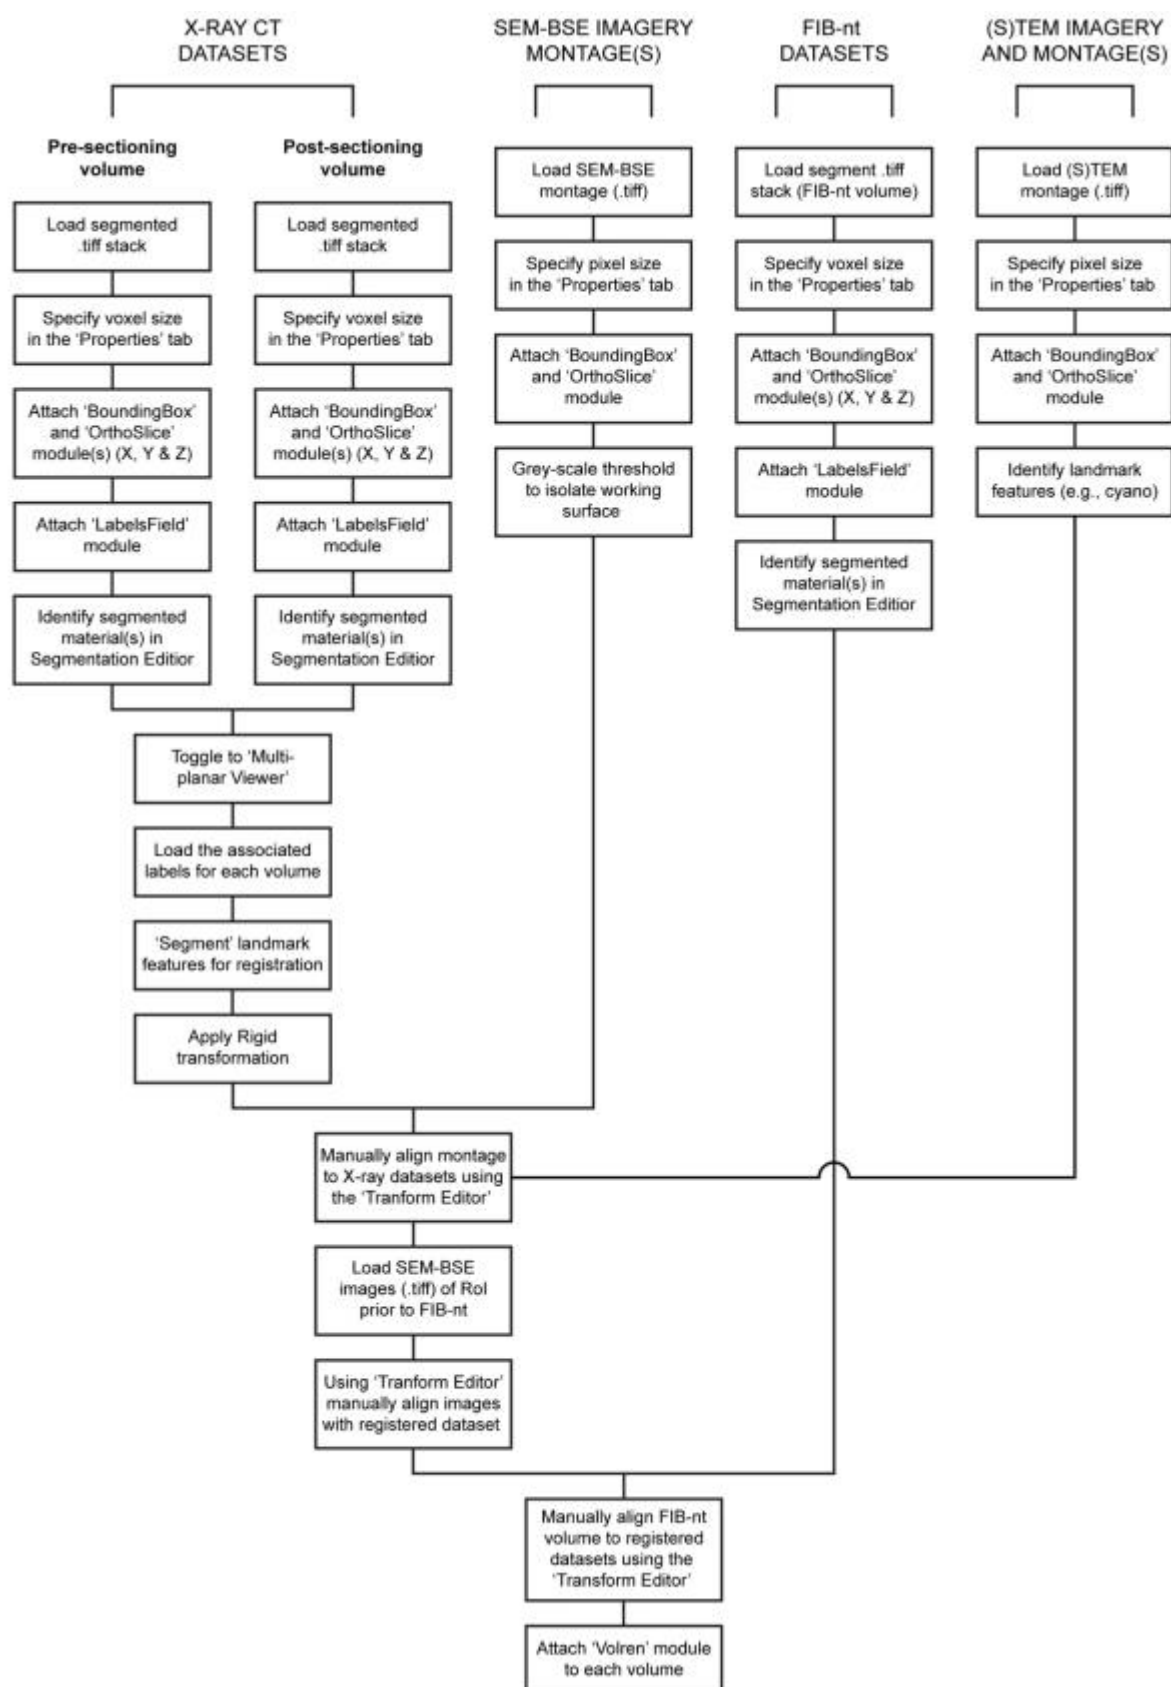 X-RAY CT
DATASETS
SEM-BSE IMAGERY
MONTAGE(S)
FIB-nt
DATASETS
(S)TEM IMAGERY
AND MONTAGE(S)
Pre-sectioning
volume
Load segmented
.tiff stack
Specify voxel size
in the ‘Properties’ tab
Attach ‘BoundingBox’
and ‘OrthoSlice’
module(s) (X, Y & Z)
Attach ‘LabelsField’
module
Identify segmented
material(s) in
Segmentation Editior
Post-sectioning
volume
Load segmented
.tiff stack
Specify voxel size
in the ‘Properties’ tab
Attach ‘BoundingBox’
and ‘OrthoSlice’
module(s) (X, Y & Z)
Attach ‘LabelsField’
module
Identify segmented
material(s) in
Segmentation Editior
Load SEM-BSE
montage (.tiff)
Specify pixel size
in the ‘Properties’ tab
Attach ‘BoundingBox’
and ‘OrthoSlice’
module
Grey-scale threshold
to isolate working
surface
Load segment .tiff
stack (FIB-nt volume)
Specify voxel size
in the ‘Properties’ tab
Attach ‘BoundingBox’
and ‘OrthoSlice’
module(s) (X, Y & Z)
Attach ‘LabelsField’
module
Identify segmented
material(s) in
Segmentation Editior
Load (S)TEM
montage (.tiff)
Specify pixel size
in the ‘Properties’ tab
Attach ‘BoundingBox’
and ‘OrthoSlice’
module
Identify landmark
features (e.g., cyano)
Toggle to ‘Multi-
planar Viewer’
Load the associated
labels for each volume
‘Segment’ landmark
features for registration
Apply Rigid
transformation
Manually align montage
to X-ray datasets using
the ‘Tranform Editor’
Load SEM-BSE
images (.tiff) of RoI
prior to FIB-nt
Using ‘Tranform Editor’
manually align images
with registered dataset
Manually align FIB-nt
volume to registered
datasets using the
‘Transform Editor’
Attach ‘Volren’ module
to each volume